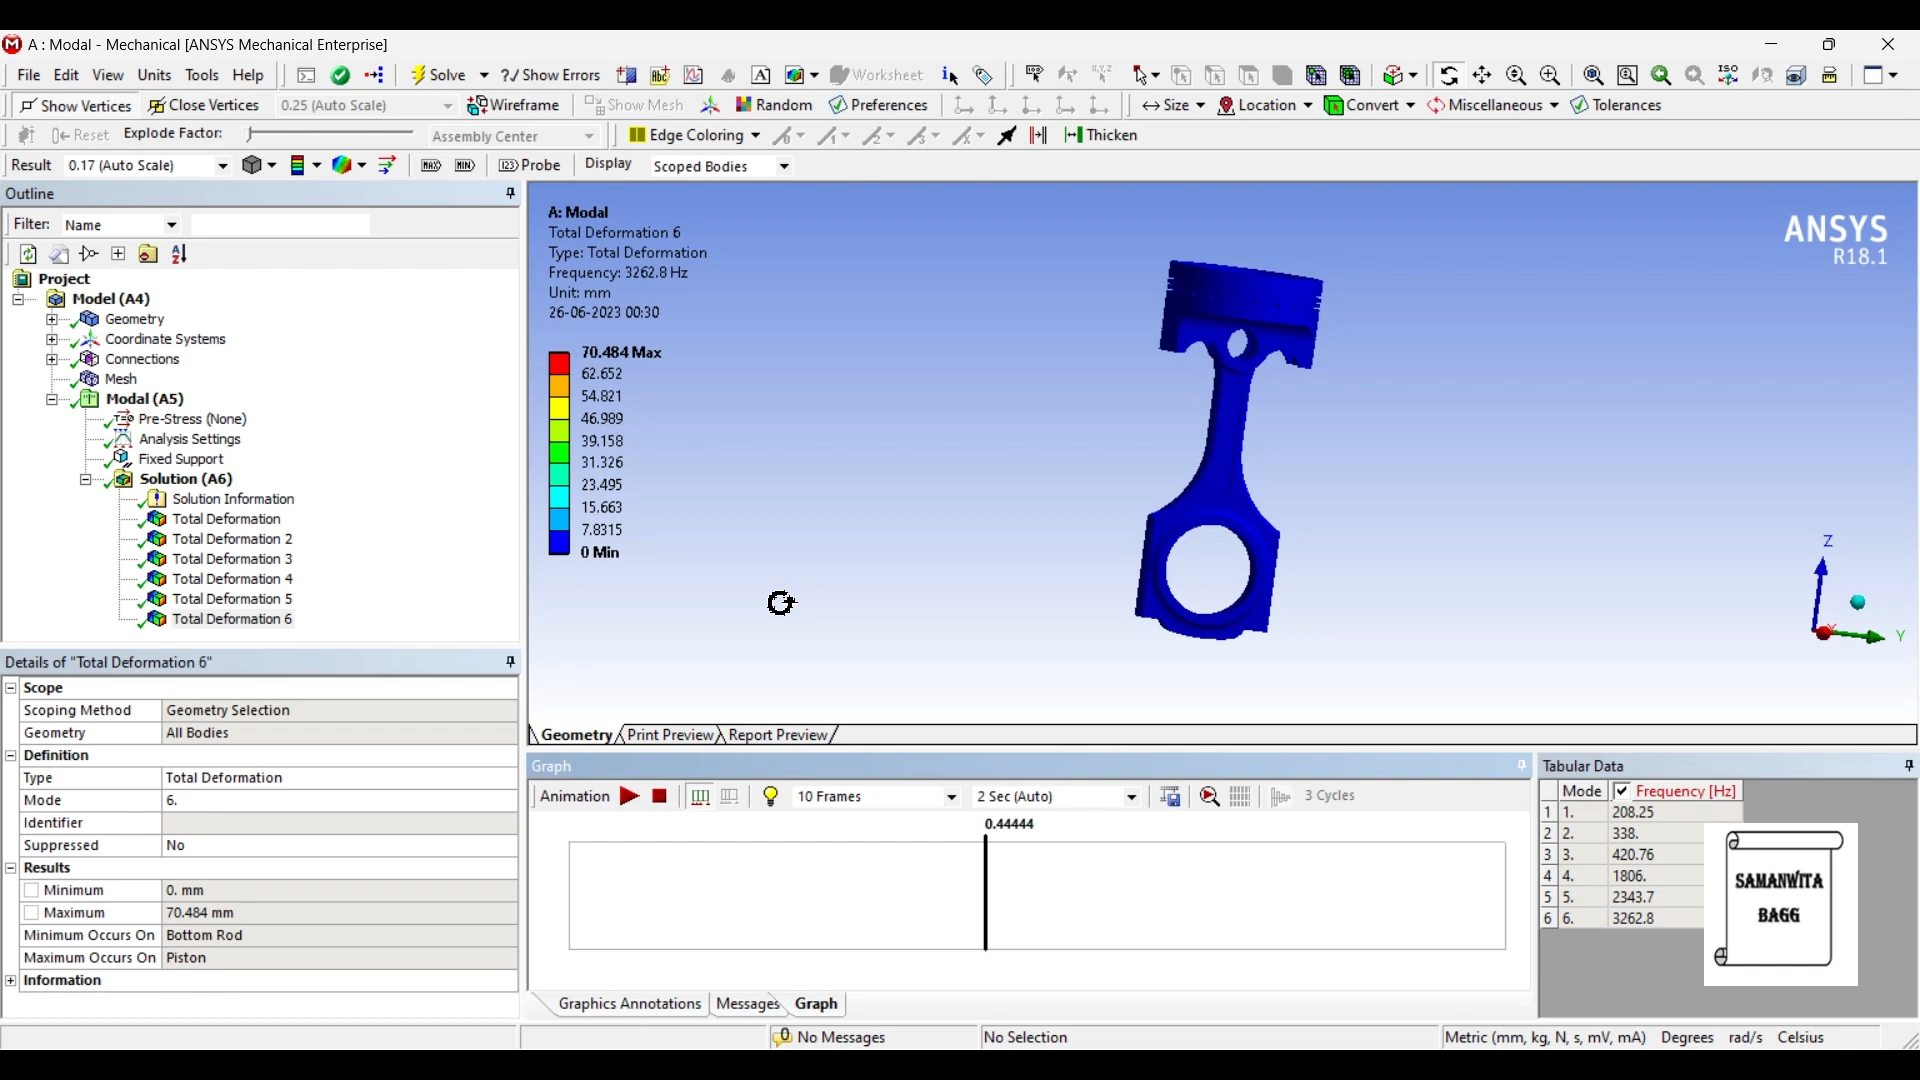 A : Modal - Mechanical [ANSYS Mechanical Enterprise]
File Edit View Units Tools Help Solve ?/ Show Errors Worksheet
Show Vertices Close Vertices 0.25 (Auto Scale) Wireframe Show Mesh Random Preferences Size Location Convert Miscellaneous Tolerances
Reset Explode Factor: Assembly Center Edge Coloring Thicken
Result 0.17 (Auto Scale) MAX MIN Probe Display Scoped Bodies
Outline
Filter: Name
Project
Model (A4)
Geometry
Coordinate Systems
Connections
Mesh
Modal (A5)
Pre-Stress (None)
Analysis Settings
Fixed Support
Solution (A6)
Solution Information
Total Deformation
Total Deformation 2
Total Deformation 3
Total Deformation 4
Total Deformation 5
Total Deformation 6
Details of "Total Deformation 6"
Scope
Scoping Method Geometry Selection
Geometry All Bodies
Definition
Type Total Deformation
Mode 6.
Identifier
Suppressed No
Results
Minimum 0. mm
Maximum 70.484 mm
Minimum Occurs On Bottom Rod
Maximum Occurs On Piston
Information
A: Modal
Total Deformation 6
Type: Total Deformation
Frequency: 3262.8 Hz
Unit: mm
26-06-2023 00:30
70.484 Max
62.652
54.821
46.989
39.158
31.326
23.495
15.663
7.8315
0 Min
ANSYS
R18.1
Z
Y
X
Geometry Print Preview Report Preview
Graph
Animation 10 Frames 2 Sec (Auto) 3 Cycles
0.44444
Graphics Annotations Messages Graph
Tabular Data
Mode Frequency [Hz]
1 1. 208.25
2 2. 338.
3 3. 420.76
4 4. 1806.
5 5. 2343.7
6 6. 3262.8
SAMANWITA
BAGG
No Messages No Selection Metric (mm, kg, N, s, mV, mA) Degrees rad/s Celsius